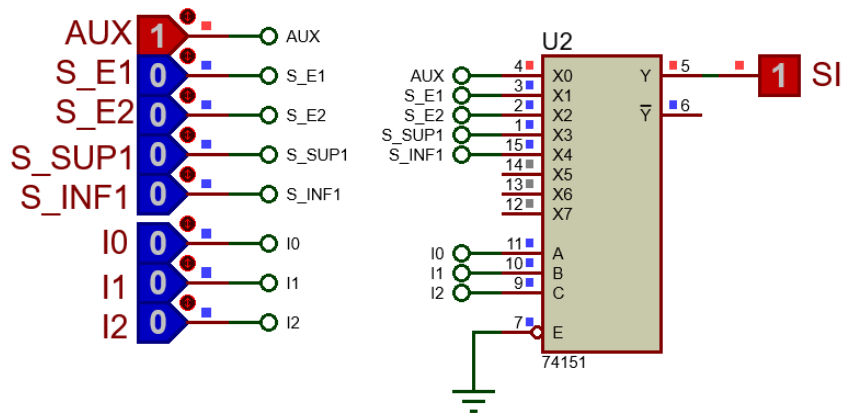 AUX 1 AUX
S_E1 0 S_E1
S_E2 0 S_E2
S_SUP1 0 S_SUP1
S_INF1 0 S_INF1
I0 0 I0
I1 0 I1
I2 0 I2
U2
AUX 4 X0 Y 5 1 SI
S_E1 3 X1
S_E2 2 X2 Y 6
S_SUP1 1 X3
S_INF1 15 X4
14 X5
13 X6
12 X7
I0 11 A
I1 10 B
I2 9 C
7 E
74151